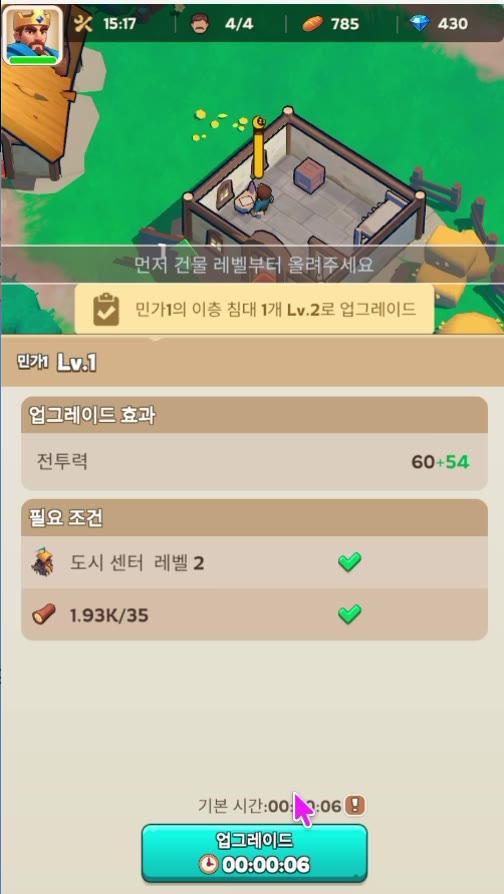 15:17 4/4 785 430
먼저 건물 레벨부터 올려주세요
민가1의 이층 침대 1개 Lv.2로 업그레이드
민가1 Lv.1
업그레이드 효과
전투력 60+54
필요 조건
도시 센터 레벨 2
1.93K/35
기본 시간:00:00:06
업그레이드
00:00:06